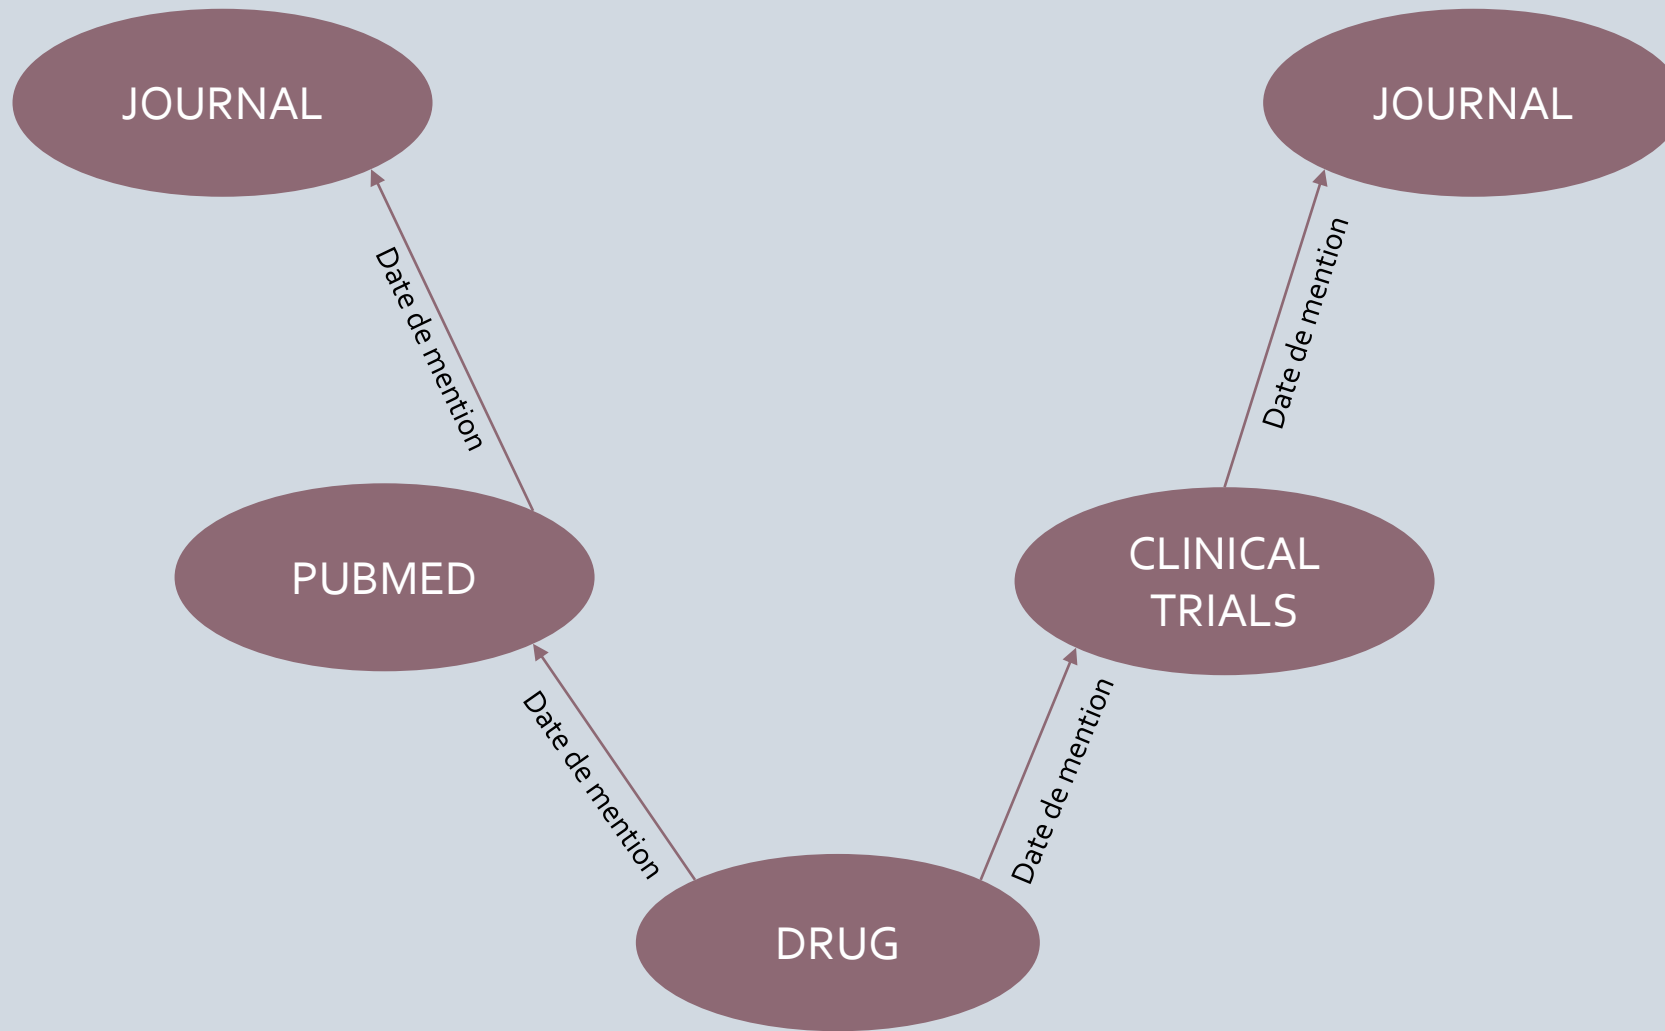 JOURNAL
JOURNAL
Date de mention
Date de mention
PUBMED
CLINICAL
TRIALS
Date de mention
Date de mention
DRUG